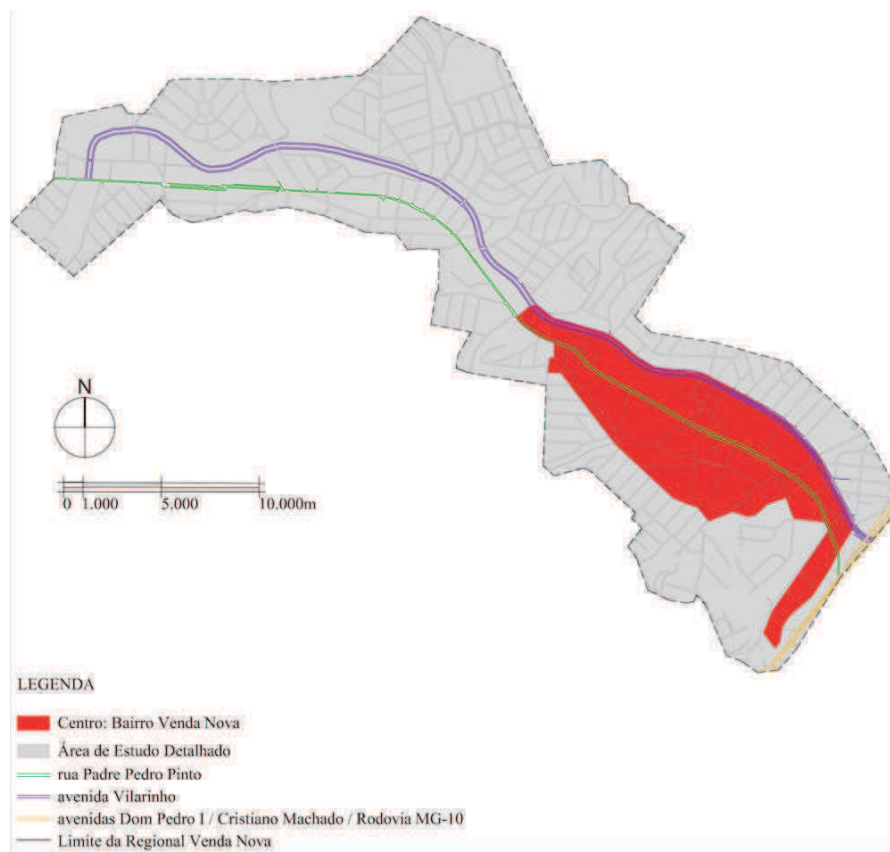 N
0 1.000 5.000 10.000m
LEGENDA
Centro: Bairro Venda Nova
Área de Estudo Detalhado
rua Padre Pedro Pinto
avenida Vilarinho
avenidas Dom Pedro I / Cristiano Machado / Rodovia MG-10
Limite da Regional Venda Nova